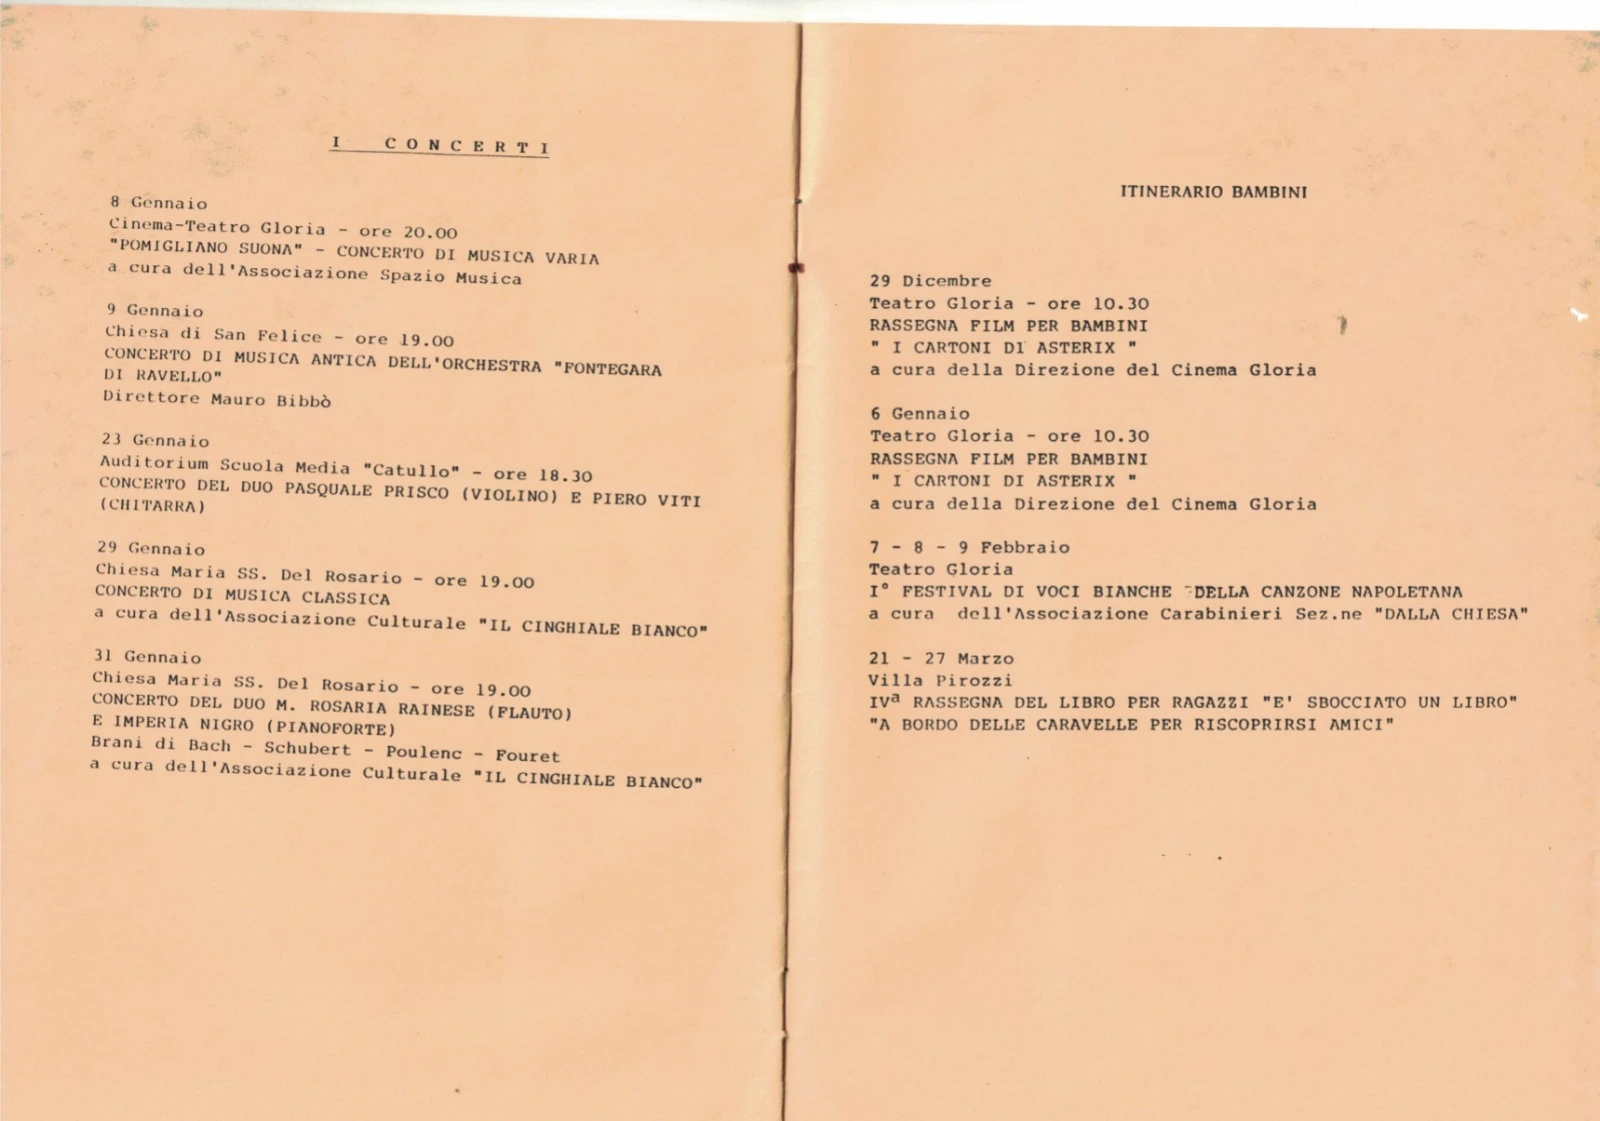 I CONCERTI
8 Gennaio
Cinema-Teatro Gloria - ore 20.00
"POMIGLIANO SUONA" - CONCERTO DI MUSICA VARIA
a cura dell'Associazione Spazio Musica
9 Gennaio
Chiesa di San Felice - ore 19.00
CONCERTO DI MUSICA ANTICA DELL'ORCHESTRA "FONTEGARA
DI RAVELLO"
Direttore Mauro Bibbò
23 Gennaio
Auditorium Scuola Media "Catullo" - ore 18.30
CONCERTO DEL DUO PASQUALE PRISCO (VIOLINO) E PIERO VITI
(CHITARRA)
29 Gennaio
Chiesa Maria SS. Del Rosario - ore 19.00
CONCERTO DI MUSICA CLASSICA
a cura dell'Associazione Culturale "IL CINGHIALE BIANCO"
31 Gennaio
Chiesa Maria SS. Del Rosario - ore 19.00
CONCERTO DEL DUO M. ROSARIA RAINESE (FLAUTO)
E IMPERIA NIGRO (PIANOFORTE)
Brani di Bach - Schubert - Poulenc - Fouret
a cura dell'Associazione Culturale "IL CINGHIALE BIANCO"
ITINERARIO BAMBINI
29 Dicembre
Teatro Gloria - ore 10.30
RASSEGNA FILM PER BAMBINI
" I CARTONI DI ASTERIX "
a cura della Direzione del Cinema Gloria
6 Gennaio
Teatro Gloria - ore 10.30
RASSEGNA FILM PER BAMBINI
" I CARTONI DI ASTERIX "
a cura della Direzione del Cinema Gloria
7 - 8 - 9 Febbraio
Teatro Gloria
I° FESTIVAL DI VOCI BIANCHE DELLA CANZONE NAPOLETANA
a cura dell'Associazione Carabinieri Sez.ne "DALLA CHIESA"
21 - 27 Marzo
Villa Pirozzi
IVª RASSEGNA DEL LIBRO PER RAGAZZI "E' SBOCCIATO UN LIBRO"
"A BORDO DELLE CARAVELLE PER RISCOPRIRSI AMICI"